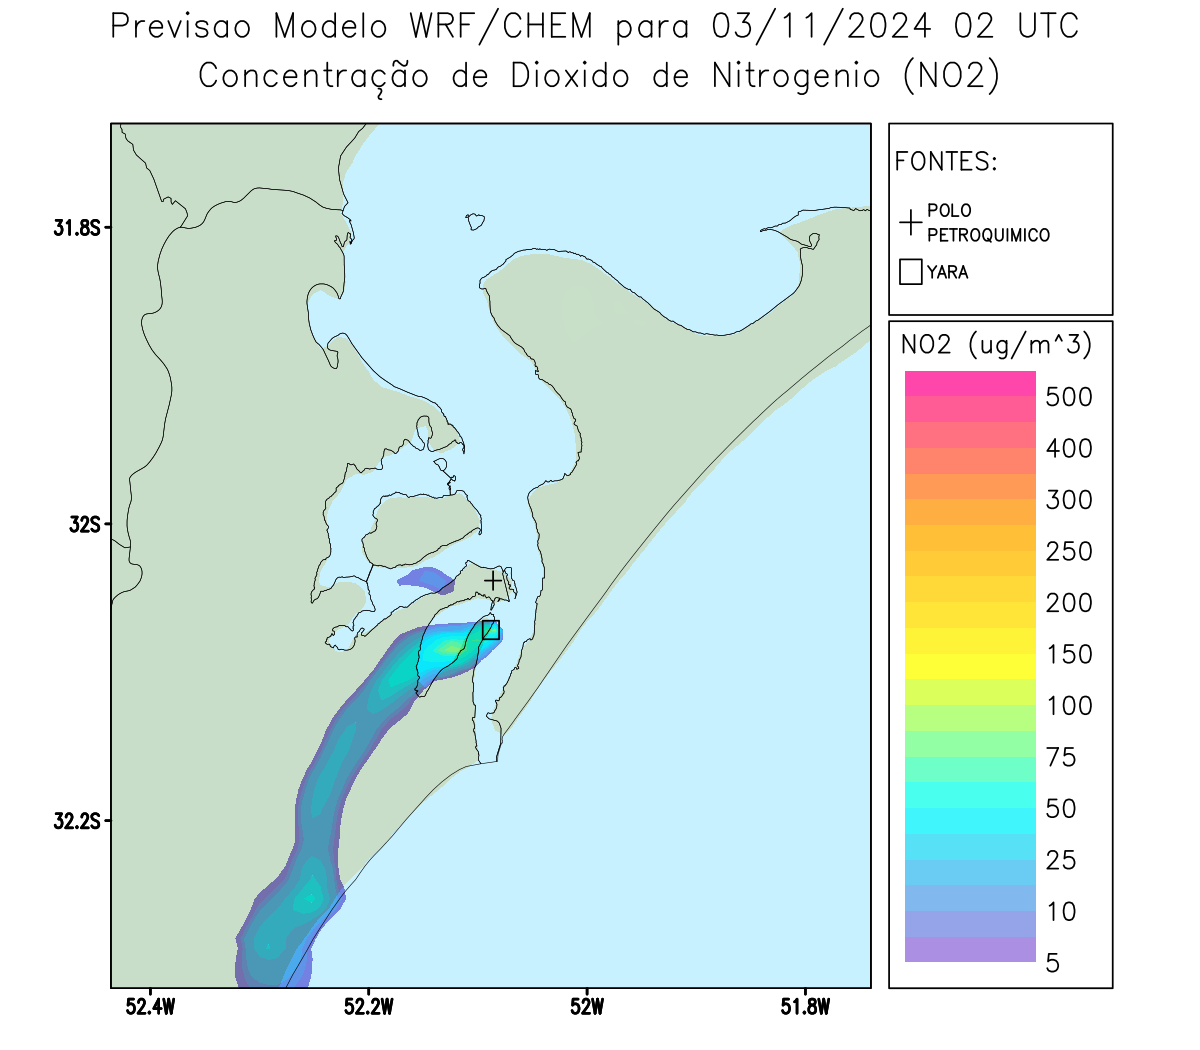 Previsao Modelo WRF/CHEM para 03/11/2024 02 UTC
Concentração de Dioxido de Nitrogenio (NO2)
FONTES:
POLO
PETROQUIMICO
YARA
NO2 (ug/m^3)
500
400
300
250
200
150
100
75
50
25
10
5
31.8S
32S
32.2S
52.4W
52.2W
52W
51.8W